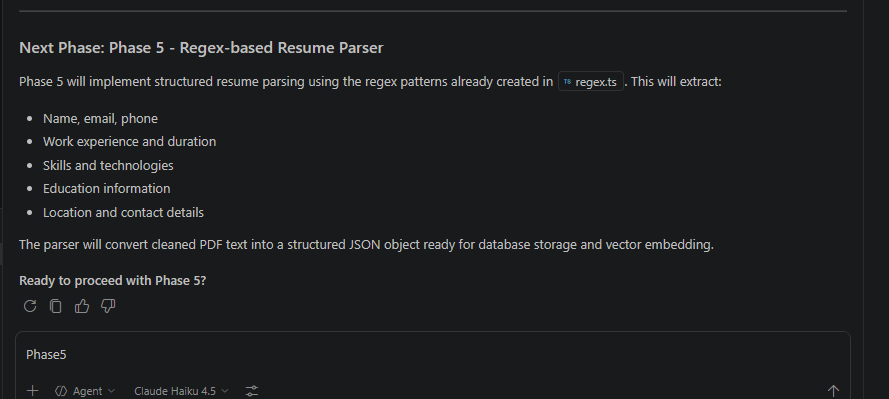 Next Phase: Phase 5 - Regex-based Resume Parser
Phase 5 will implement structured resume parsing using the regex patterns already created in TS regex.ts . This will extract:
• Name, email, phone
• Work experience and duration
• Skills and technologies
• Education information
• Location and contact details
The parser will convert cleaned PDF text into a structured JSON object ready for database storage and vector embedding.
Ready to proceed with Phase 5?
Phase5
Agent Claude Haiku 4.5